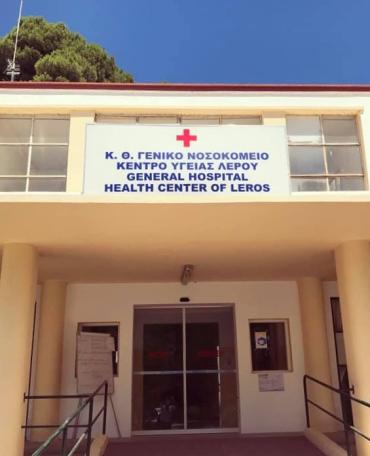 Κ. Θ. ΓΕΝΙΚΟ ΝΟΣΟΚΟΜΕΙΟ
ΚΕΝΤΡΟ ΥΓΕΙΑΣ ΛΕΡΟΥ
GENERAL HOSPITAL
HEALTH CENTER OF LEROS